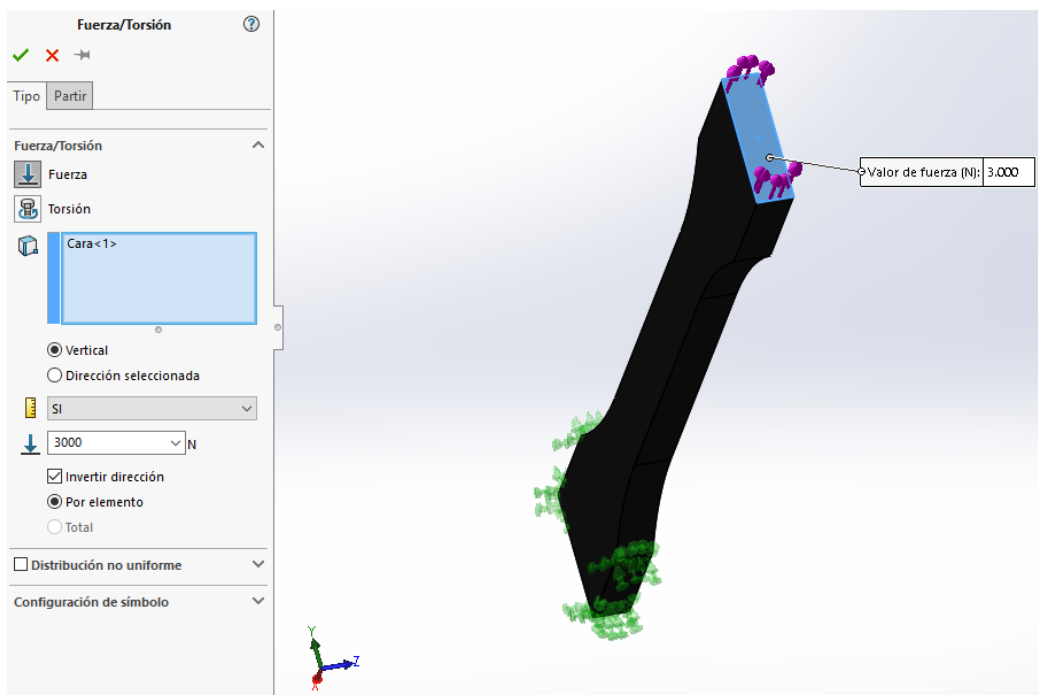 Fuerza/Torsión
Tipo Partir
Fuerza/Torsión
Fuerza
Torsión
Cara<1>
Vertical
Dirección seleccionada
SI
3000 N
Invertir dirección
Por elemento
Total
Distribución no uniforme
Configuración de símbolo
Valor de fuerza (N): 3.000
Y
Z
X